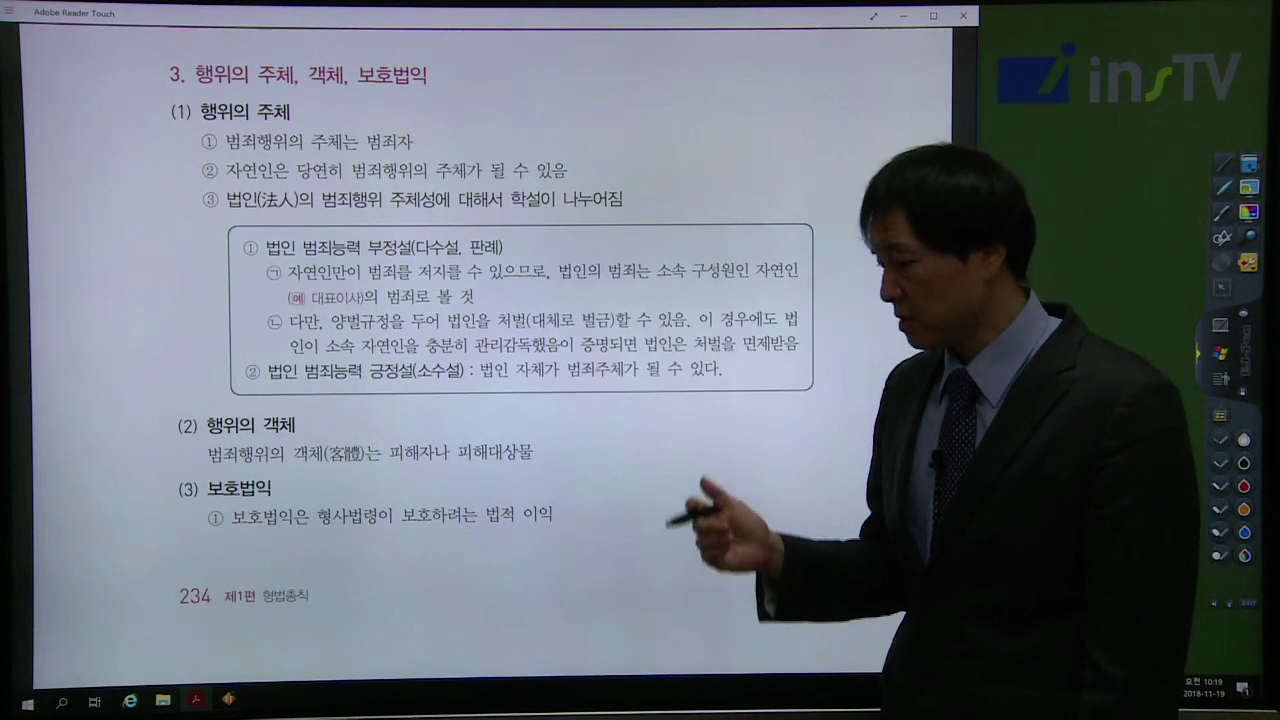 Adobe Reader Touch
insTV
3. 행위의 주체, 객체, 보호법익
(1) 행위의 주체
① 범죄행위의 주체는 범죄자
② 자연인은 당연히 범죄행위의 주체가 될 수 있음
③ 법인(法人)의 범죄행위 주체성에 대해서 학설이 나누어짐
① 법인 범죄능력 부정설(다수설, 판례)
㉠ 자연인만이 범죄를 저지를 수 있으므로, 법인의 범죄는 소속 구성원인 자연인
(예 대표이사)의 범죄로 볼 것
㉡ 다만, 양벌규정을 두어 법인을 처벌(대체로 벌금)할 수 있음. 이 경우에도 법
인이 소속 자연인을 충분히 관리감독했음이 증명되면 법인은 처벌을 면제받음
② 법인 범죄능력 긍정설(소수설) : 법인 자체가 범죄주체가 될 수 있다.
(2) 행위의 객체
범죄행위의 객체(客體)는 피해자나 피해대상물
(3) 보호법익
① 보호법익은 형사법령이 보호하려는 법적 이익
234 제1편 형법총칙
EXIT
오전 10:19
2018-11-19